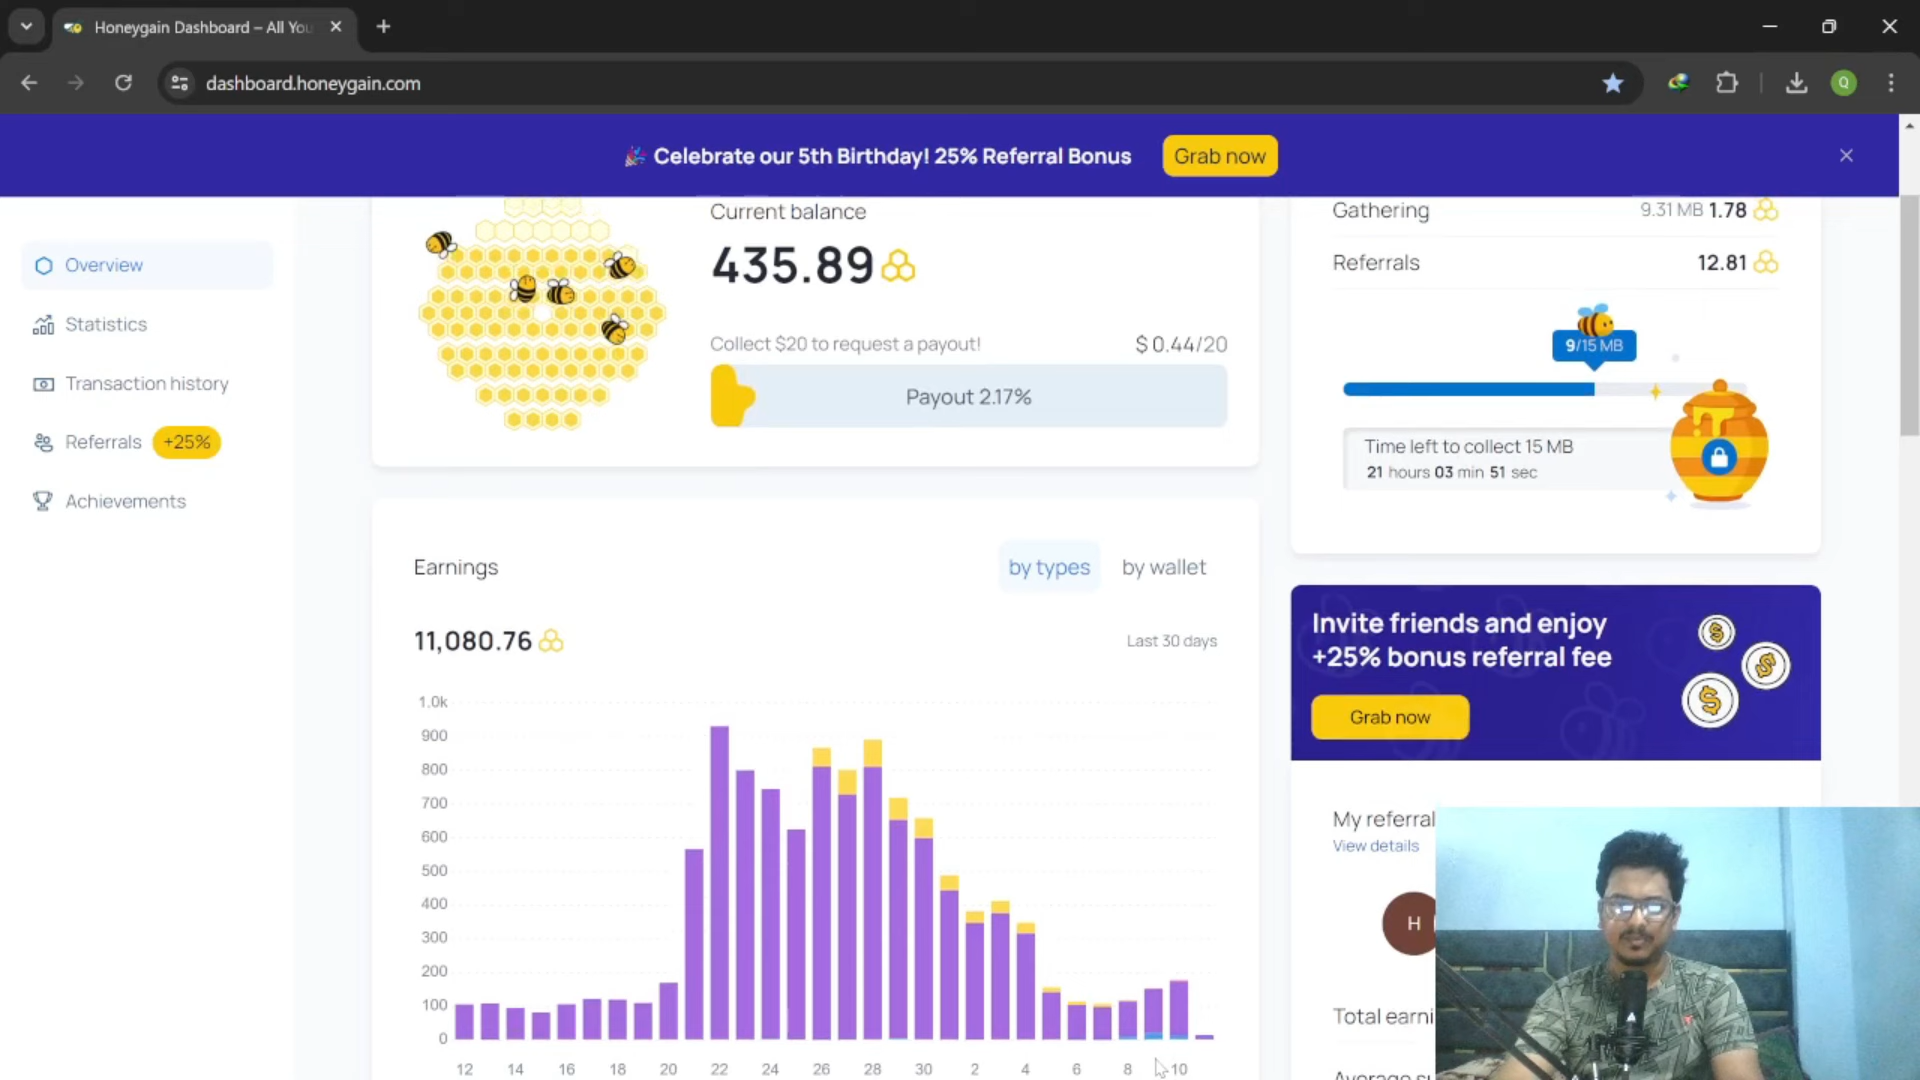 Honeygain Dashboard – All You
dashboard.honeygain.com
Q
Celebrate our 5th Birthday! 25% Referral Bonus
Grab now
Overview
Statistics
Transaction history
Referrals +25%
Achievements
Current balance
435.89
Collect $20 to request a payout!
$ 0.44/20
Payout 2.17%
Gathering
9.31 MB 1.78
Referrals
12.81
9/15 MB
Time left to collect 15 MB
21 hours 03 min 51 sec
Earnings
by types
by wallet
11,080.76
Last 30 days
1.0k
900
800
700
600
500
400
300
200
100
0
12 14 16 18 20 22 24 26 28 30 2 4 6 8 10
Invite friends and enjoy
+25% bonus referral fee
Grab now
My referral
View details
H
Total earni